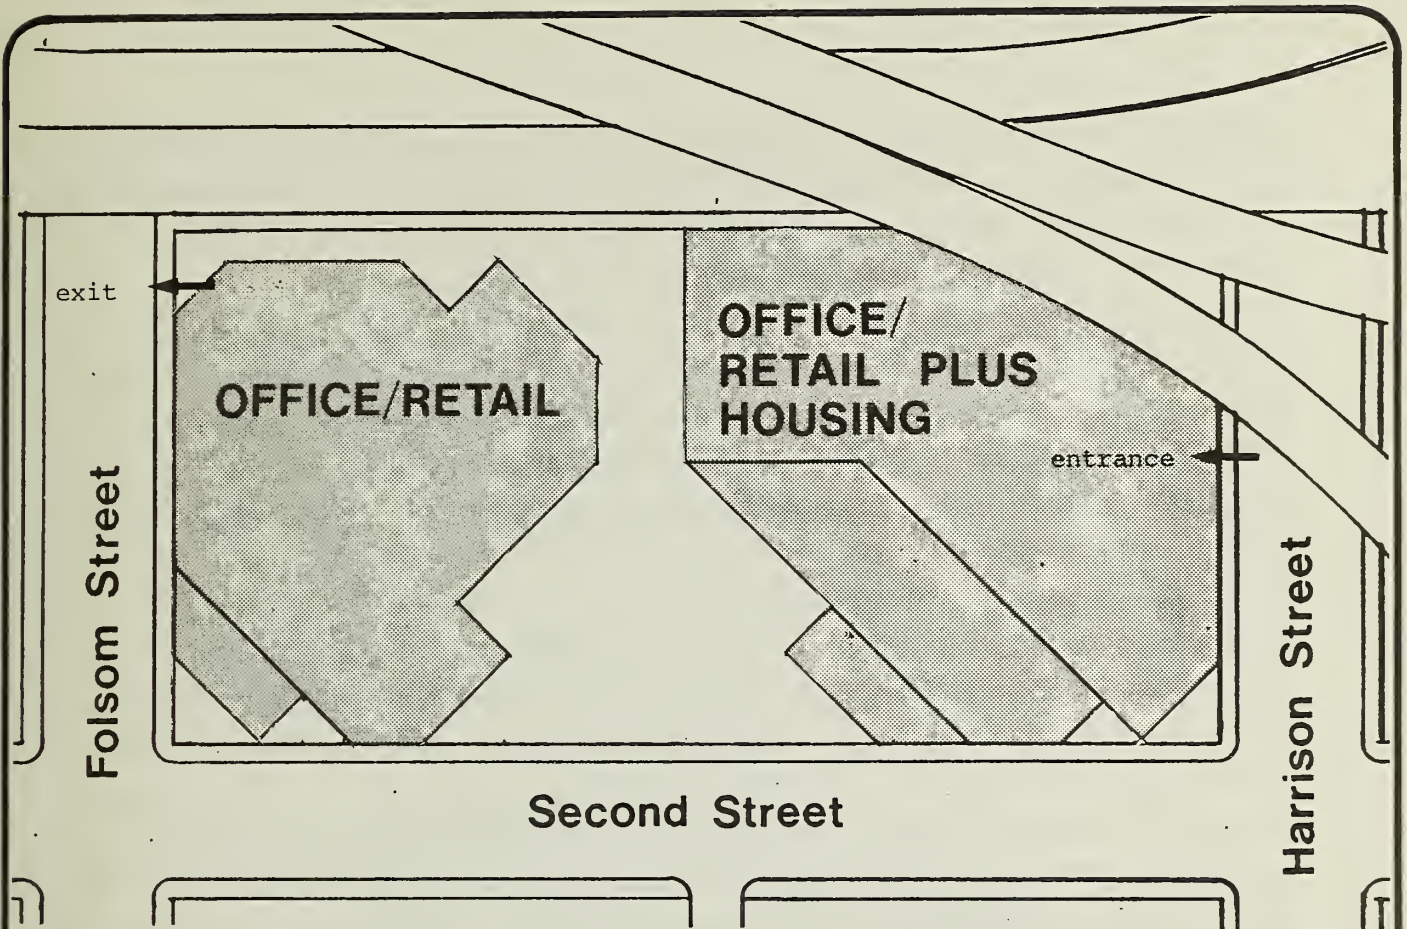 exit
OFFICE/
RETAIL PLUS
HOUSING
OFFICE/RETAIL
entrance
Folsom Street
Harrison Street
Second Street